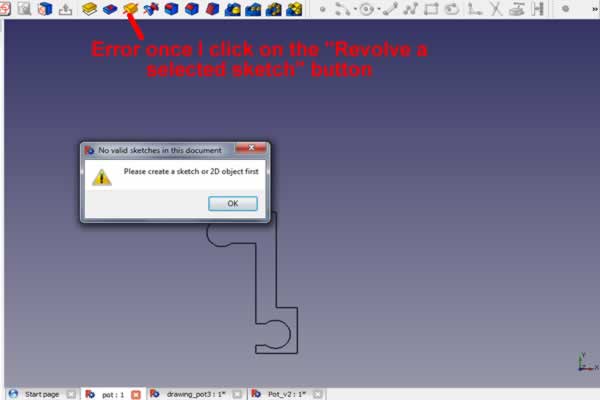 Error once I click on the "Revolve a
selected sketch" button
No valid sketches in this document
Please create a sketch or 2D object first
OK
Y
Z X
Start page
pot : 1
drawing_pot3 : 1*
Pot_v2 : 1*